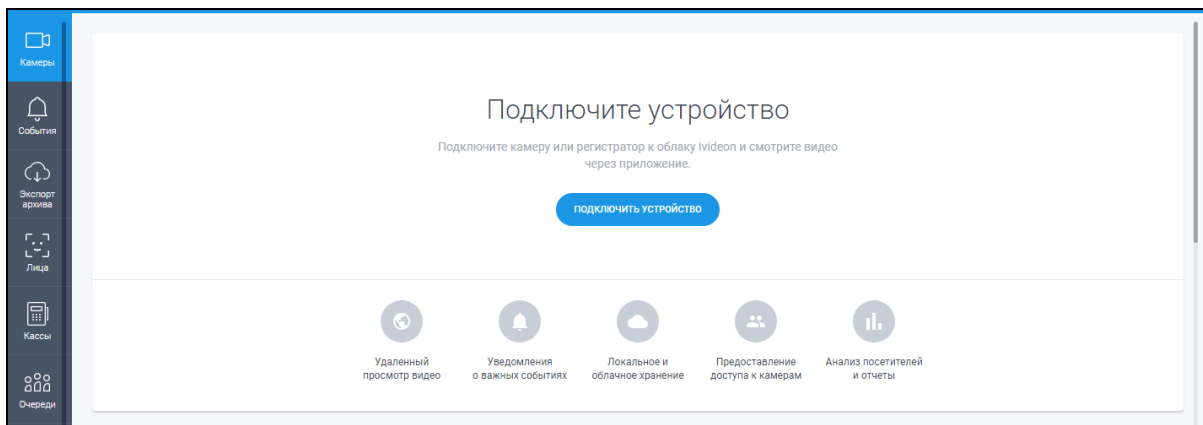 Камеры
События
Экспорт
архива
Лица
Кассы
Очереди
Подключите устройство
Подключите камеру или регистратор к облаку Ivideon и смотрите видео
через приложение.
ПОДКЛЮЧИТЬ УСТРОЙСТВО
Удаленный
просмотр видео
Уведомления
о важных событиях
Локальное и
облачное хранение
Предоставление
доступа к камерам
Анализ посетителей
и отчеты